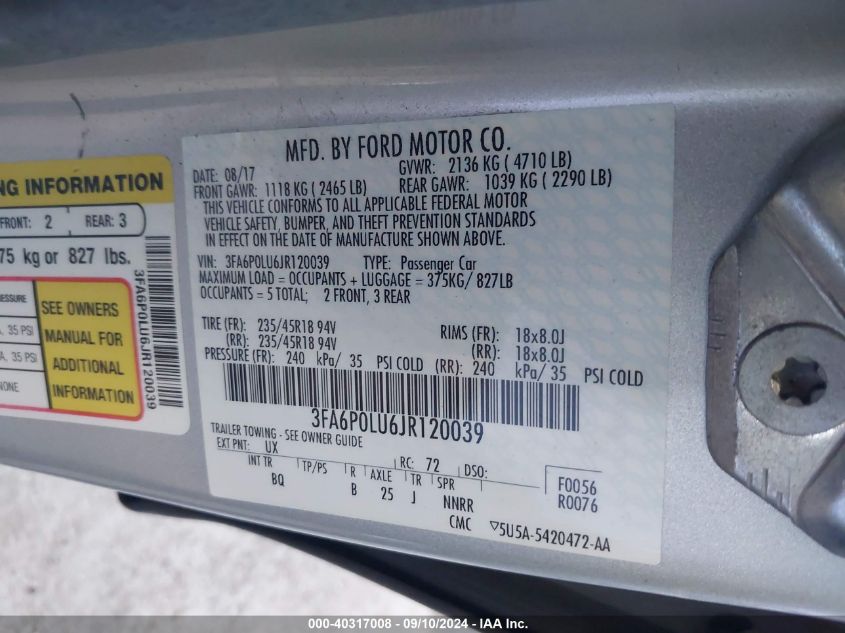 NG INFORMATION
FRONT: 2 REAR: 3
75 kg or 827 lbs.
ESSURE
35 PSI
35 PSI
NONE
SEE OWNERS
MANUAL FOR
ADDITIONAL
INFORMATION
3FA6P0LU6JR120039
MFD. BY FORD MOTOR CO.
DATE: 08/17 GVWR: 2136 KG ( 4710 LB)
FRONT GAWR: 1118 KG ( 2465 LB) REAR GAWR: 1039 KG ( 2290 LB)
THIS VEHICLE CONFORMS TO ALL APPLICABLE FEDERAL MOTOR
VEHICLE SAFETY, BUMPER, AND THEFT PREVENTION STANDARDS
IN EFFECT ON THE DATE OF MANUFACTURE SHOWN ABOVE.
VIN: 3FA6P0LU6JR120039 TYPE: Passenger Car
MAXIMUM LOAD = OCCUPANTS + LUGGAGE = 375KG/ 827LB
OCCUPANTS = 5 TOTAL; 2 FRONT, 3 REAR
TIRE (FR): 235/45R18 94V RIMS (FR): 18x8.0J
(RR): 235/45R18 94V (RR): 18x8.0J
PRESSURE (FR): 240 kPa/ 35 PSI COLD (RR): 240 kPa/ 35 PSI COLD
3FA6P0LU6JR120039
TRAILER TOWING - SEE OWNER GUIDE
EXT PNT: UX RC: 72 DSO:
INT TR TP/PS R AXLE TR SPR
BQ B 25 J NNRR
F0056
R0076
CMC ▽5U5A-5420472-AA
000-40317008 - 09/10/2024 - IAA Inc.